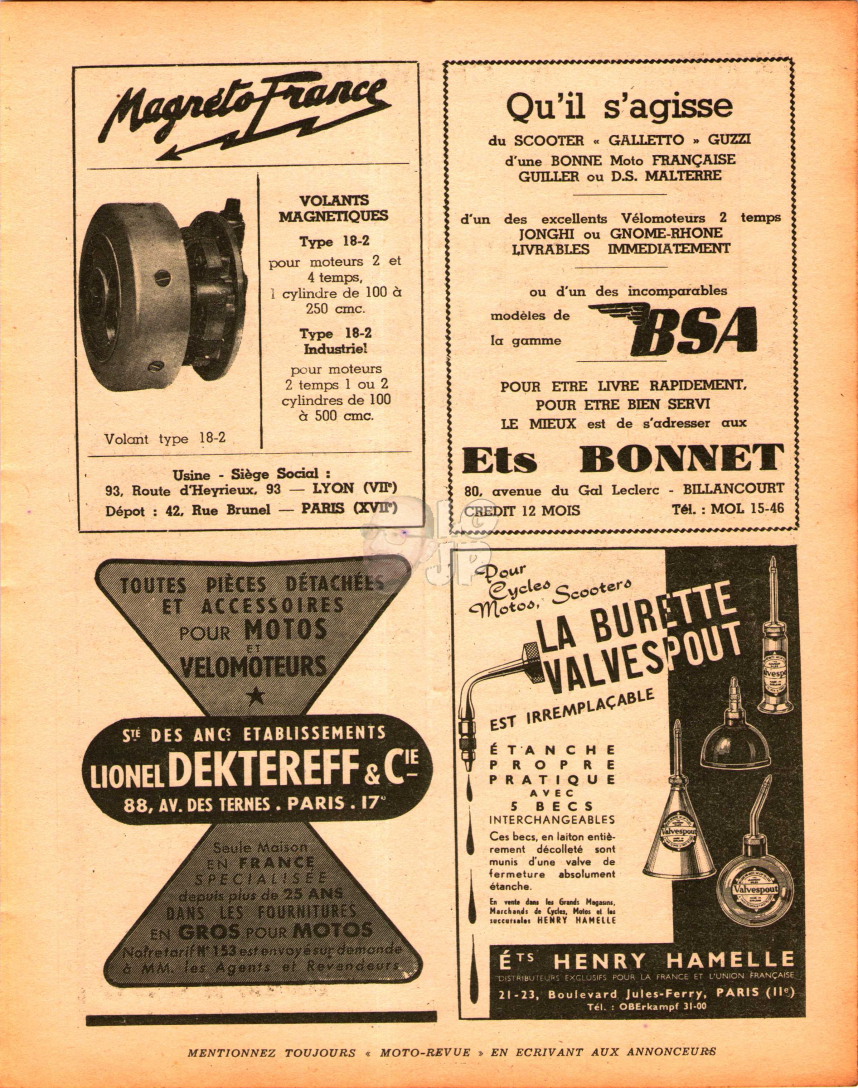 Magnéto France
VOLANTS
MAGNETIQUES
Type 18-2
pour moteurs 2 et
4 temps,
1 cylindre de 100 à
250 cmc.
Type 18-2
Industriel
pour moteurs
2 temps 1 ou 2
cylindres de 100
à 500 cmc.
Volant type 18-2
Usine - Siège Social :
93, Route d'Heyrieux, 93 — LYON (VIIe)
Dépot : 42, Rue Brunel — PARIS (XVIIe)
Qu'il s'agisse
du SCOOTER « GALLETTO » GUZZI
d'une BONNE Moto FRANÇAISE
GUILLER ou D.S. MALTERRE
d'un des excellents Vélomoteurs 2 temps
JONGHI ou GNOME-RHONE
LIVRABLES IMMEDIATEMENT
ou d'un des incomparables
modèles de
la gamme
BSA
POUR ETRE LIVRE RAPIDEMENT,
POUR ETRE BIEN SERVI
LE MIEUX est de s'adresser aux
Ets BONNET
80, avenue du Gal Leclerc - BILLANCOURT
CREDIT 12 MOIS Tél. : MOL 15-46
LC
JP
TOUTES PIÈCES DÉTACHÉES
ET ACCESSOIRES
POUR MOTOS
ET
VELOMOTEURS
STÉ DES ANCS ETABLISSEMENTS
LIONEL DEKTEREFF & CIE
88, AV. DES TERNES . PARIS . 17e
Seule Maison
EN FRANCE
SPECIALISÉE
depuis plus de 25 ANS
DANS LES FOURNITURES
EN GROS POUR MOTOS
Notre tarif N° 153 est envoyé sur demande
à MM. les Agents et Revendeurs
Pour
Cycles
Motos, Scooters
LA BURETTE
VALVESPOUT
EST IRREMPLAÇABLE
ÉTANCHE
PROPRE
PRATIQUE
AVEC
5 BECS
INTERCHANGEABLES
Ces becs, en laiton entiè-
rement décolleté sont
munis d'une valve de
fermeture absolument
étanche.
En vente dans les Grands Magasins,
Marchands de Cycles, Motos et les
succursales HENRY HAMELLE
Valvespout
Valvespout
ÉTS HENRY HAMELLE
DISTRIBUTEURS EXCLUSIFS POUR LA FRANCE ET L'UNION FRANÇAISE
21-23, Boulevard Jules-Ferry, PARIS (11e)
Tél. : OBErkampf 31-00
MENTIONNEZ TOUJOURS « MOTO-REVUE » EN ECRIVANT AUX ANNONCEURS